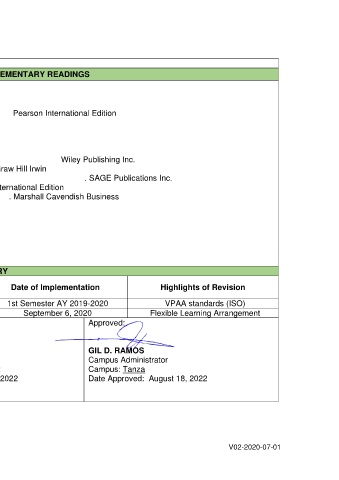 EMENTARY READINGS
Pearson International Edition
Wiley Publishing Inc.
raw Hill Irwin
. SAGE Publications Inc.
ternational Edition
. Marshall Cavendish Business
RY
Date of Implementation Highlights of Revision
1st Semester AY 2019-2020 VPAA standards (ISO)
September 6, 2020 Flexible Learning Arrangement
Approved:
GIL D. RAMOS
Campus Administrator
Campus: Tanza
2022 Date Approved: August 18, 2022
V02-2020-07-01